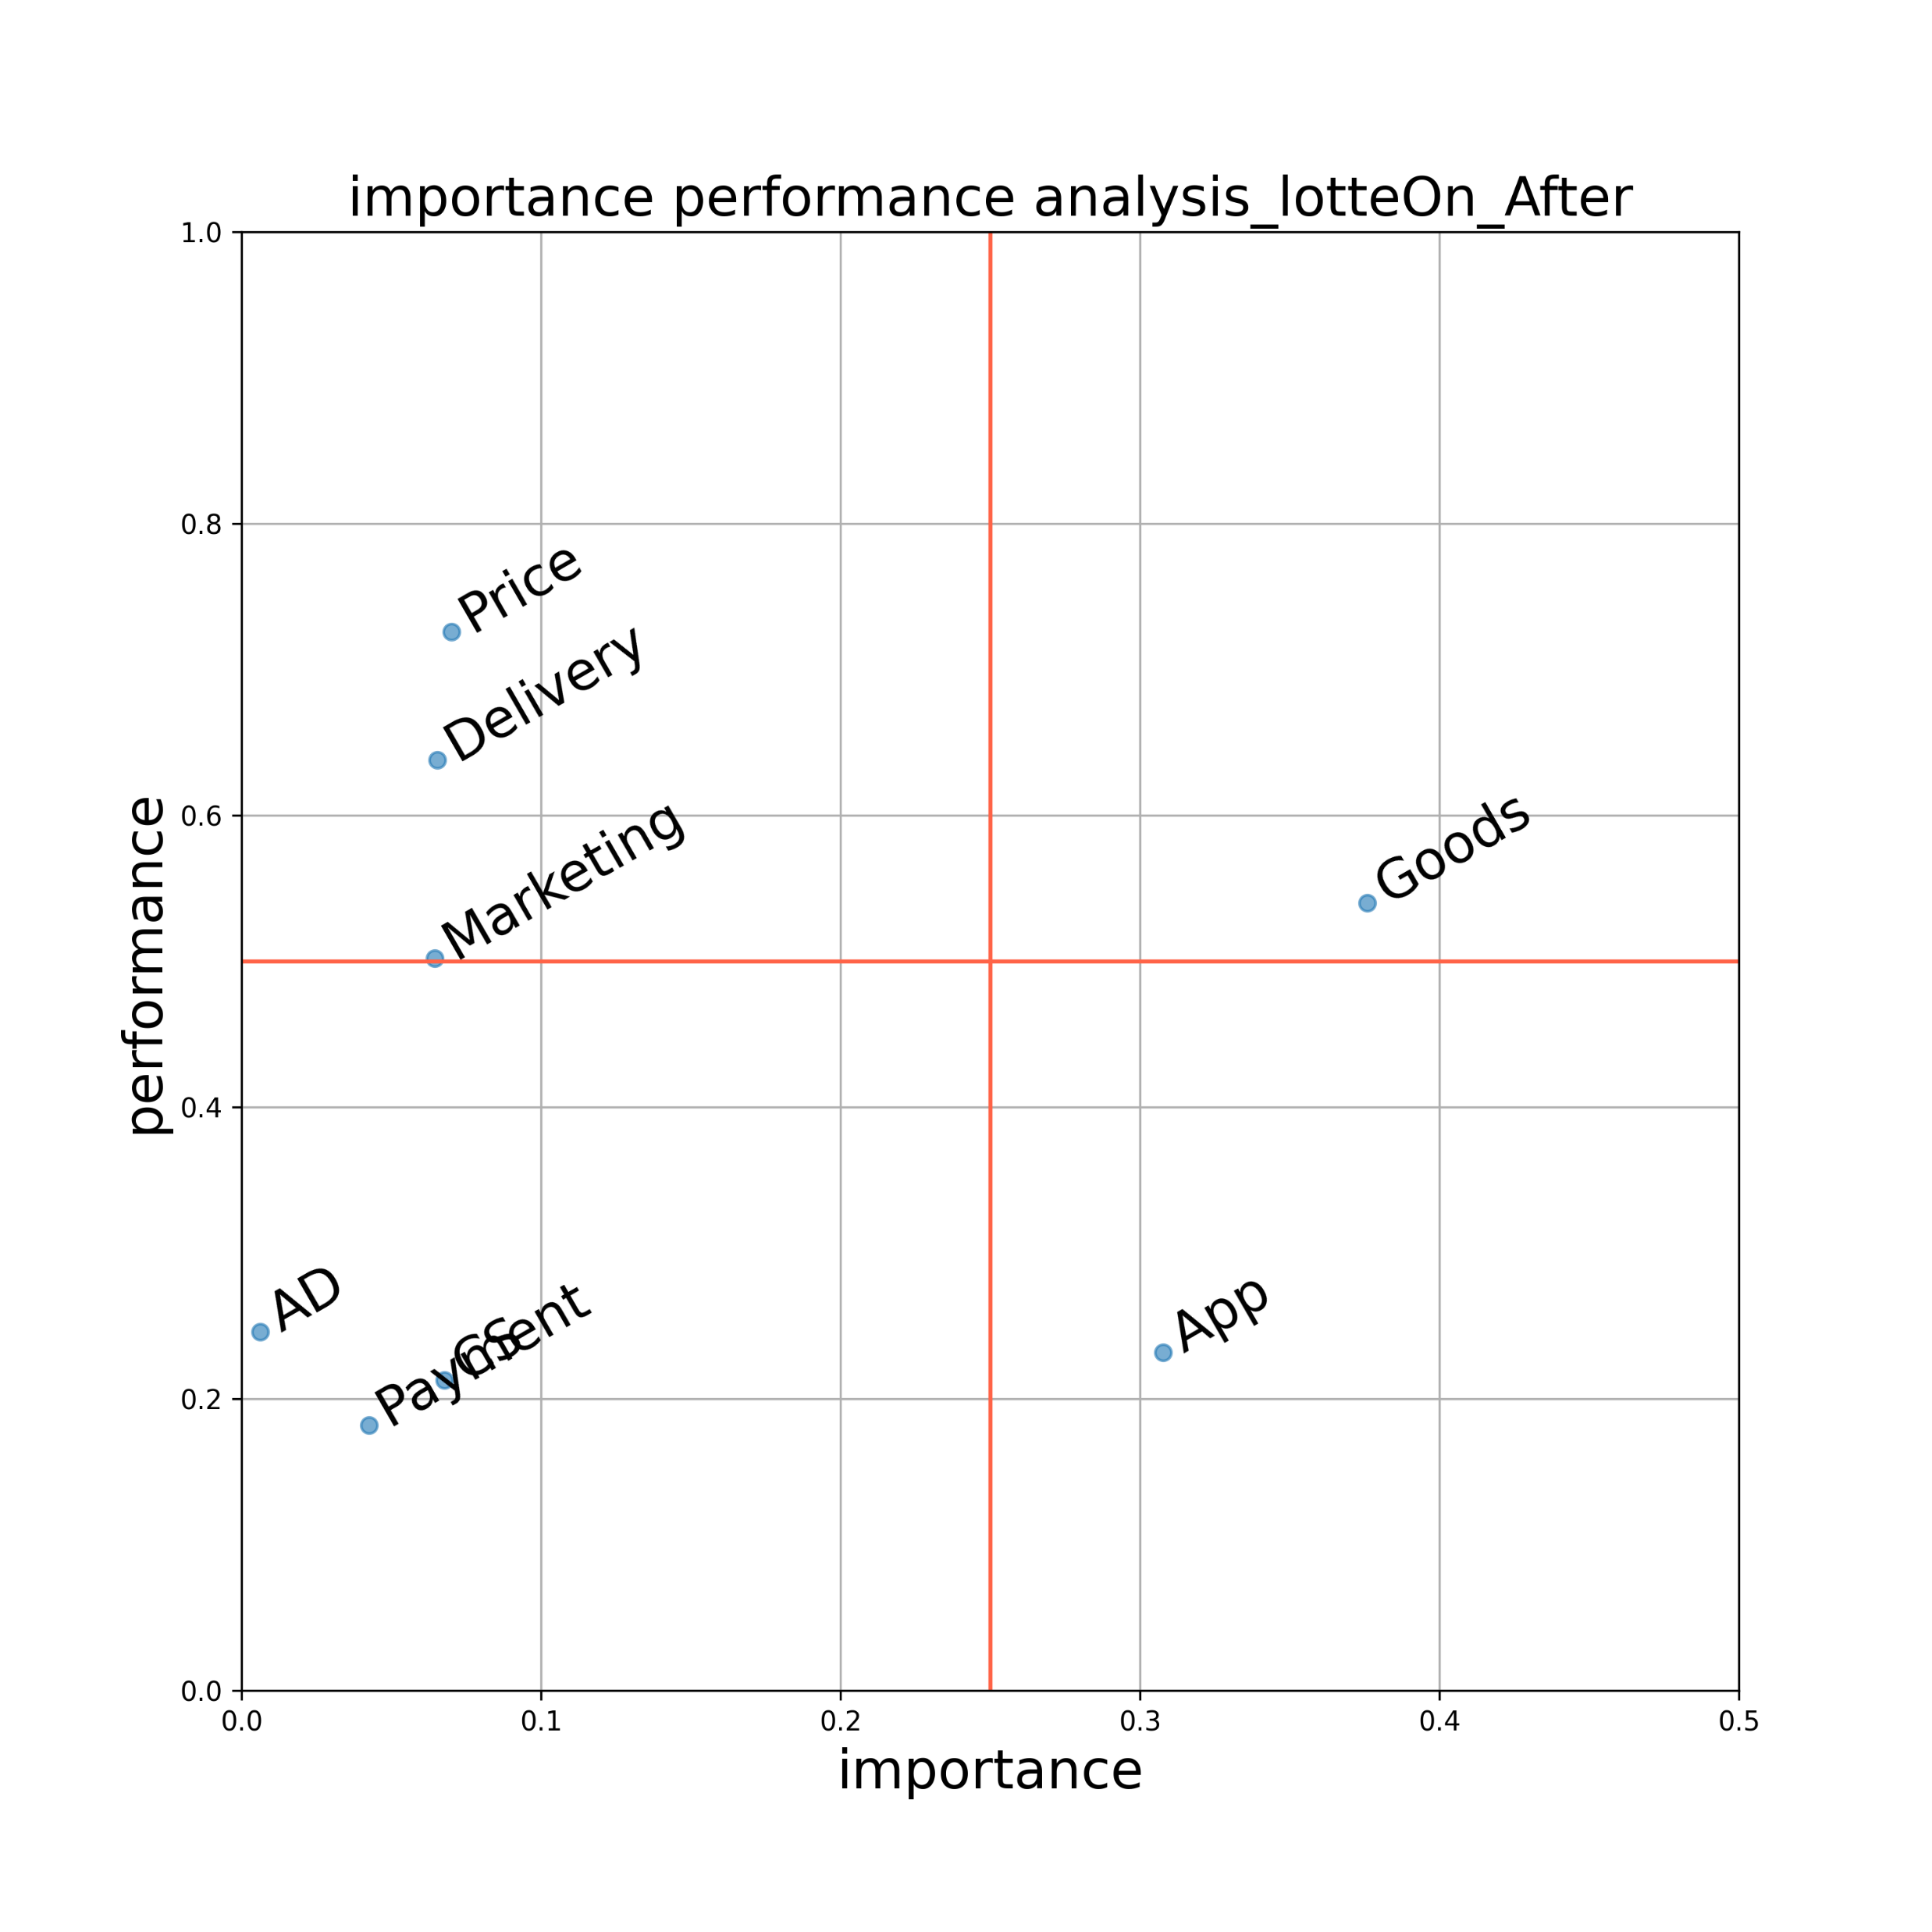 importance performance analysis_lotteOn_After
1.0
0.8
0.6
0.4
0.2
0.0
performance
Price
Delivery
Marketing
Goods
AD
App
CS
Payment
0.0 0.1 0.2 0.3 0.4 0.5
importance